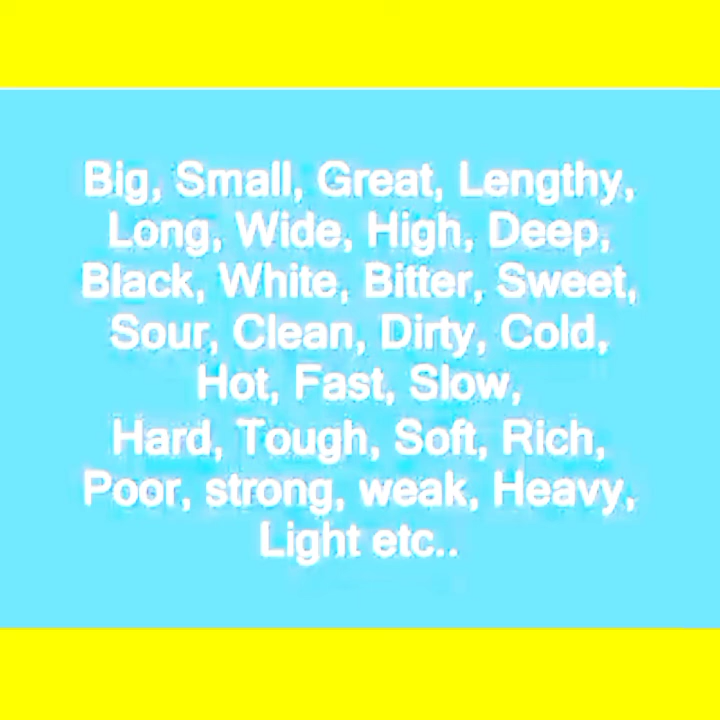 Big, Small, Great, Lengthy,
Long, Wide, High, Deep,
Black, White, Bitter, Sweet,
Sour, Clean, Dirty, Cold,
Hot, Fast, Slow,
Hard, Tough, Soft, Rich,
Poor, strong, weak, Heavy,
Light etc..